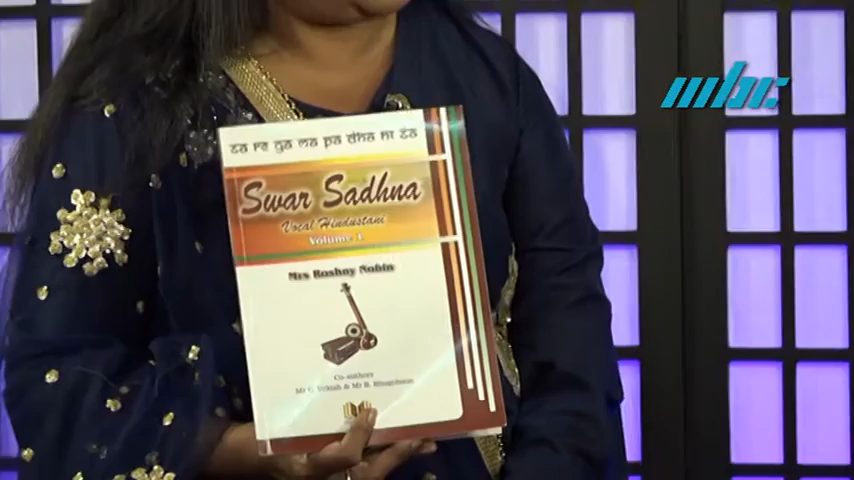 mbc
sa re ga ma pa dha ni sa
Swar Sadhna
Vocal Hindustani
Volume 1
Mrs Roshny Nobin
Co-authors